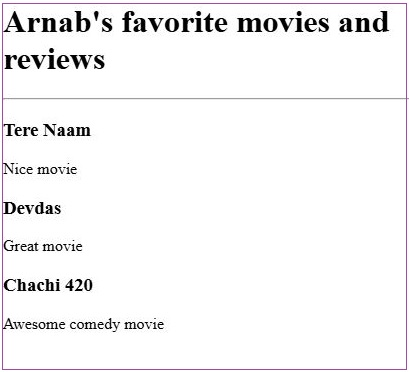 Arnab's favorite movies and
reviews
Tere Naam
Nice movie
Devdas
Great movie
Chachi 420
Awesome comedy movie